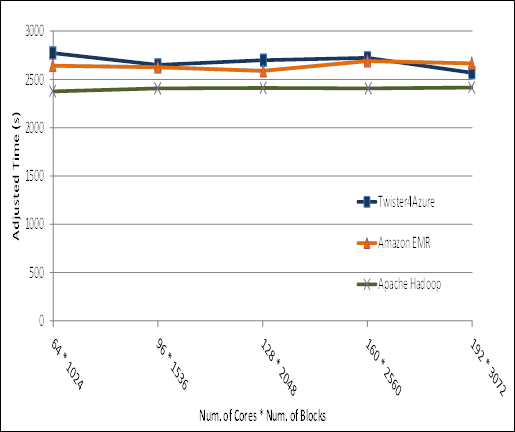 3000
2500
2000
1500
1000
500
0
Adjusted Time (s)
Twister4Azure
Amazon EMR
Apache Hadoop
64 * 1024
96 * 1536
128 * 2048
160 * 2560
192 * 3072
Num. of Cores * Num. of Blocks